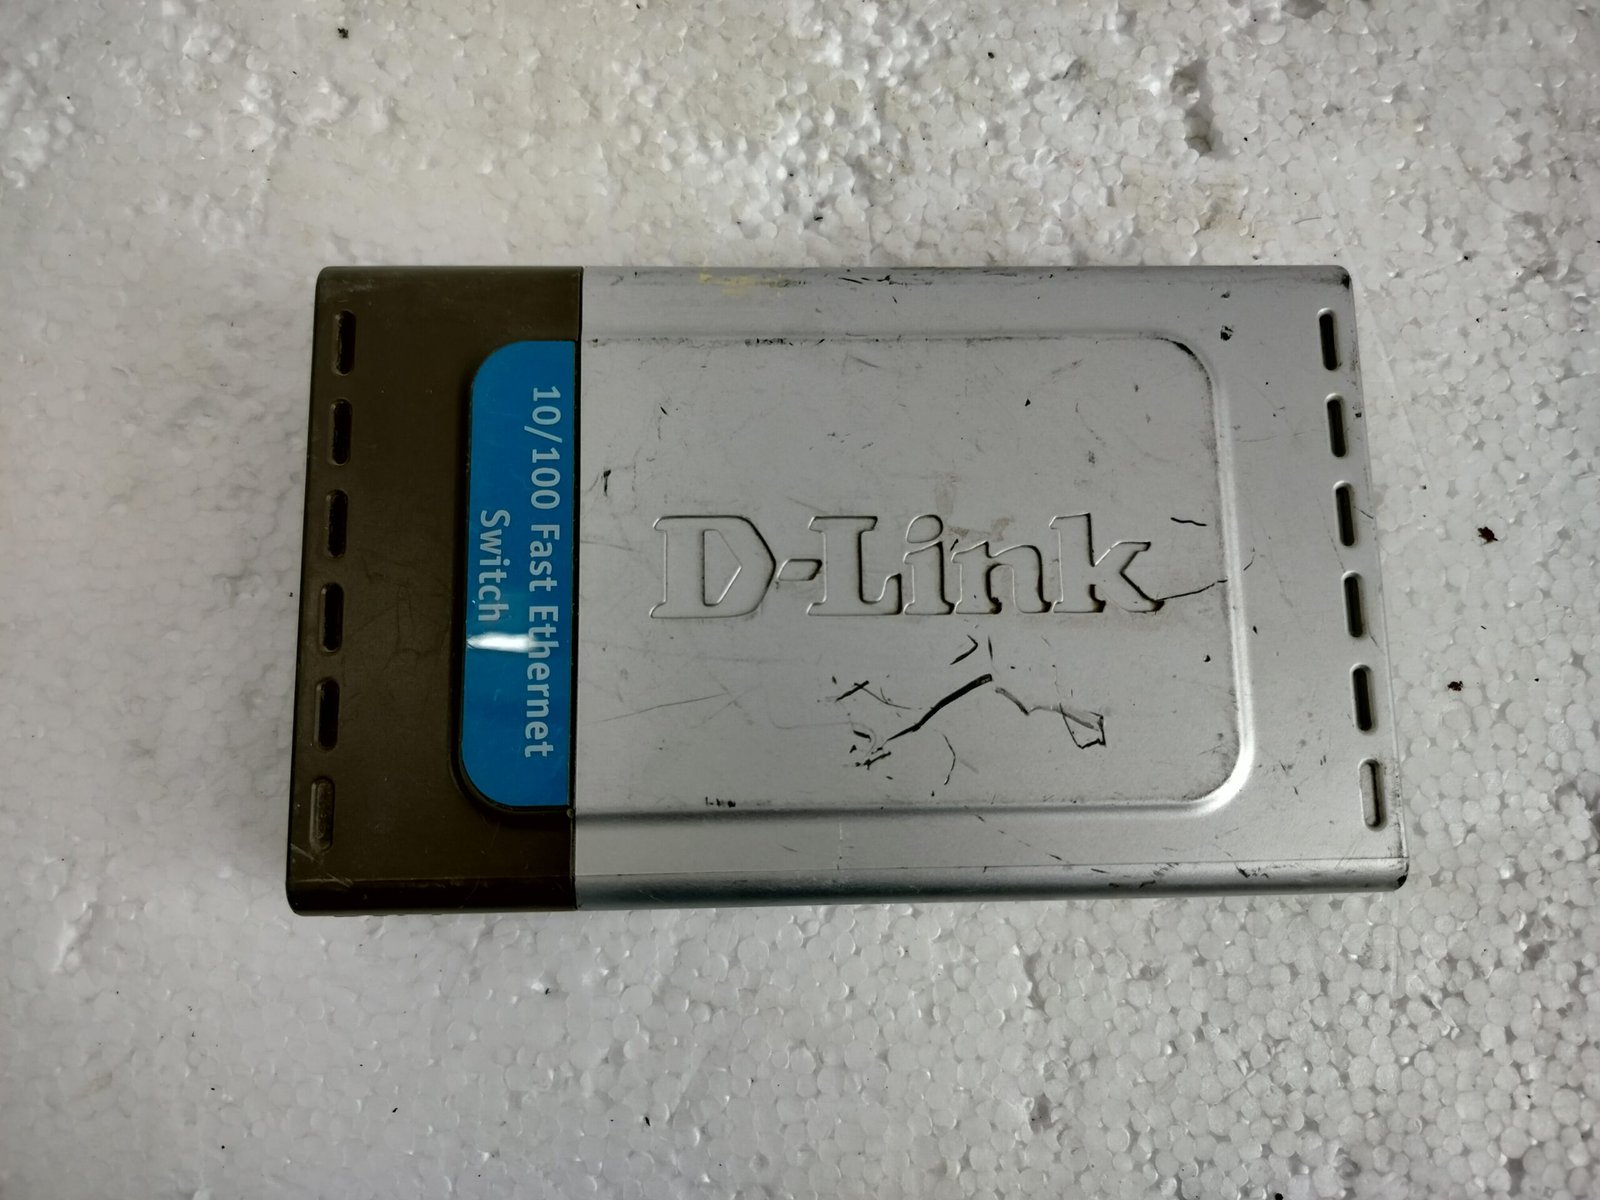 10/100 Fast Ethernet
Switch
D-Link